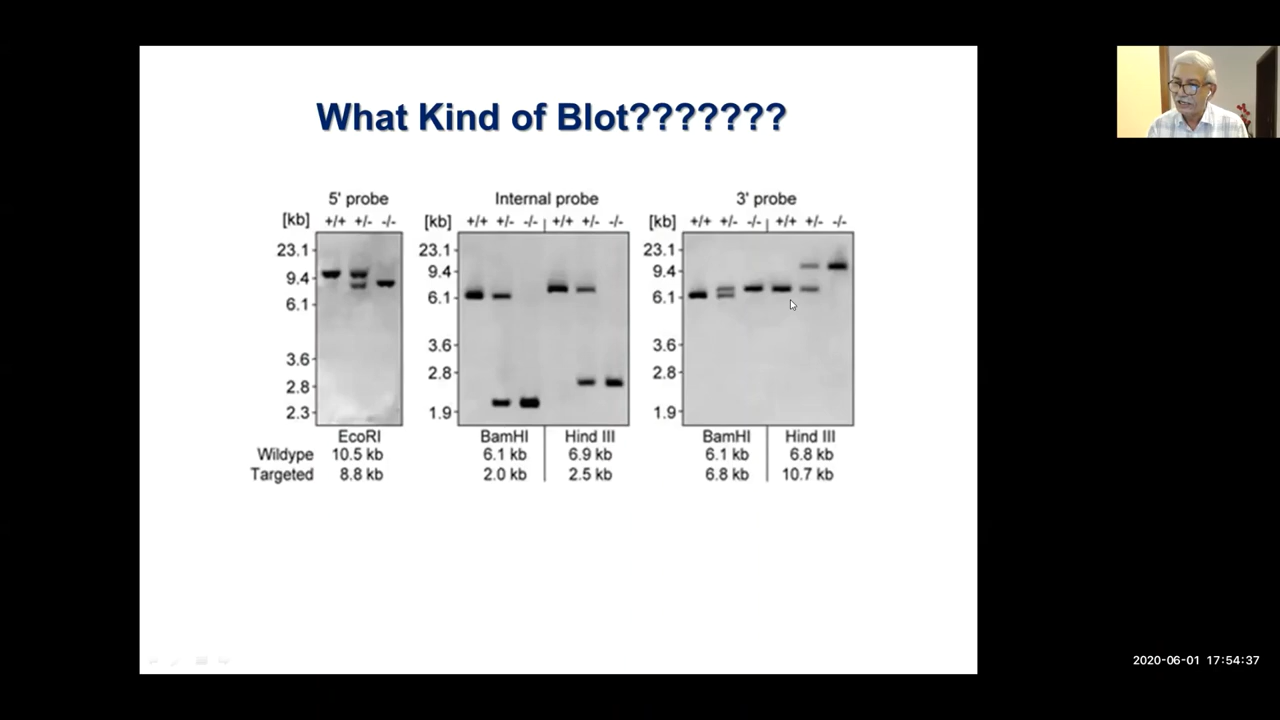 What Kind of Blot???????
5' probe
[kb] +/+ +/- -/-
23.1
9.4
6.1
3.6
2.8
2.3
EcoRI
Wildype 10.5 kb
Targeted 8.8 kb
Internal probe
[kb] +/+ +/- -/- +/+ +/- -/-
23.1
9.4
6.1
3.6
2.8
1.9
BamHI Hind III
6.1 kb 6.9 kb
2.0 kb 2.5 kb
3' probe
[kb] +/+ +/- -/- +/+ +/- -/-
23.1
9.4
6.1
3.6
2.8
1.9
BamHI Hind III
6.1 kb 6.8 kb
6.8 kb 10.7 kb
2020-06-01 17:54:37